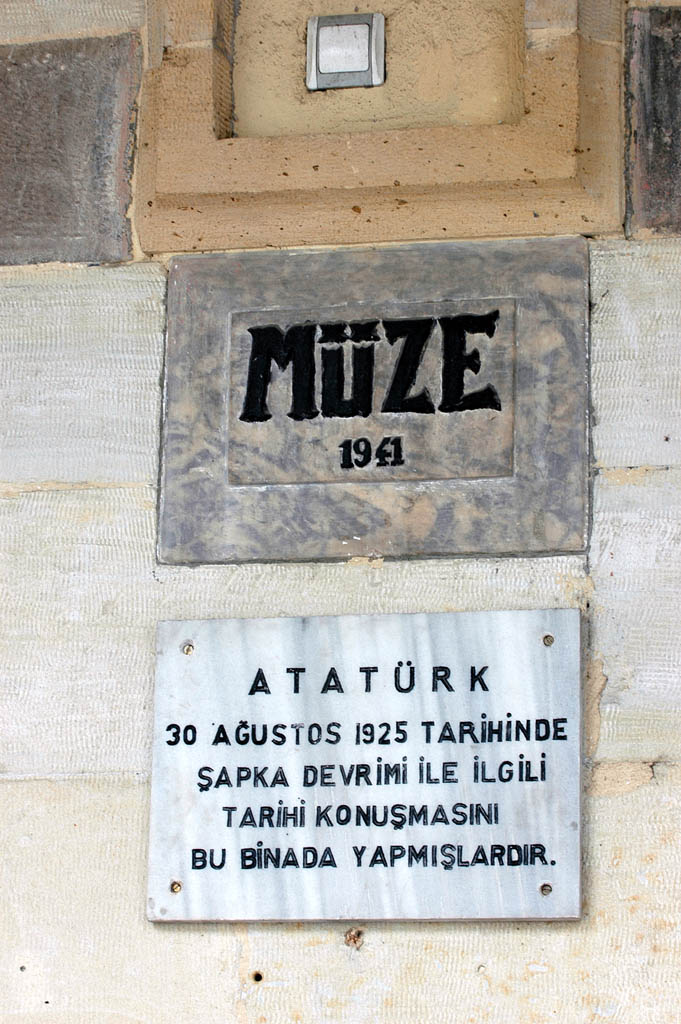 MÜZE
1941
ATATÜRK
30 AĞUSTOS 1925 TARİHİNDE
ŞAPKA DEVRİMİ İLE İLGİLİ
TARİHİ KONUŞMASINI
BU BİNADA YAPMIŞLARDIR.